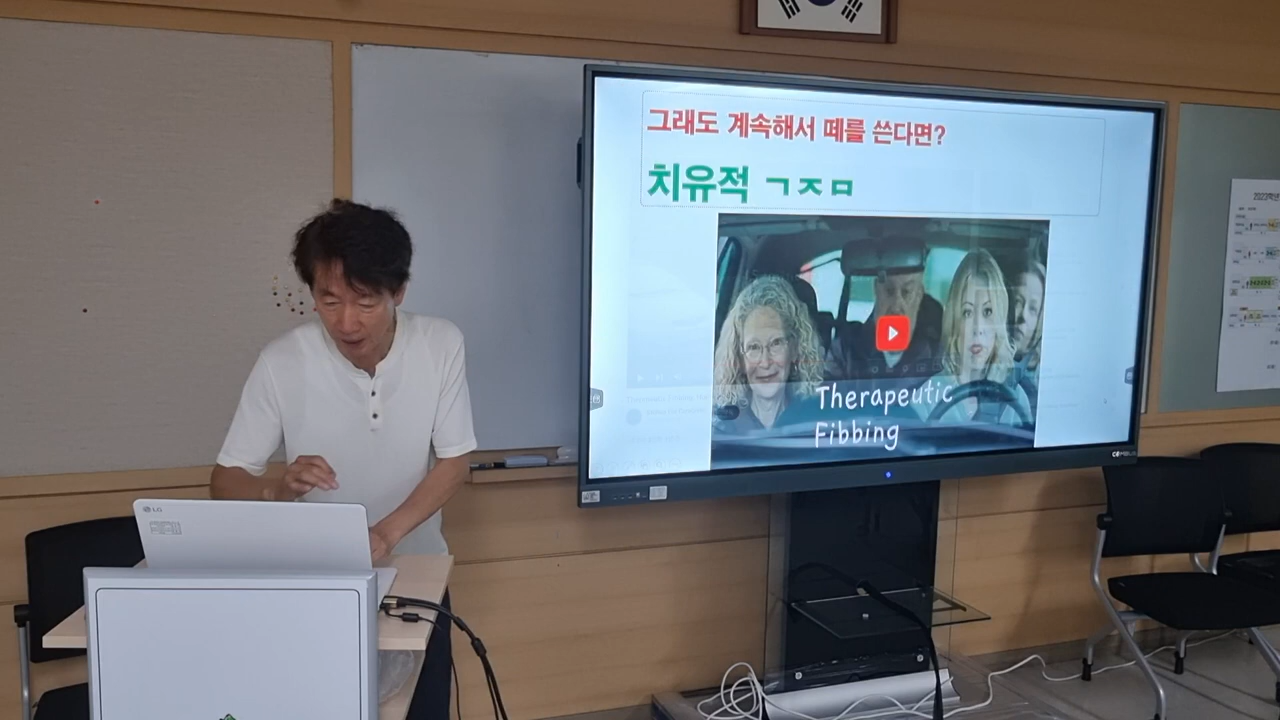 그래도 계속해서 떼를 쓴다면?
치유적 ㄱㅈㅁ
Therapeutic
Fibbing
LG